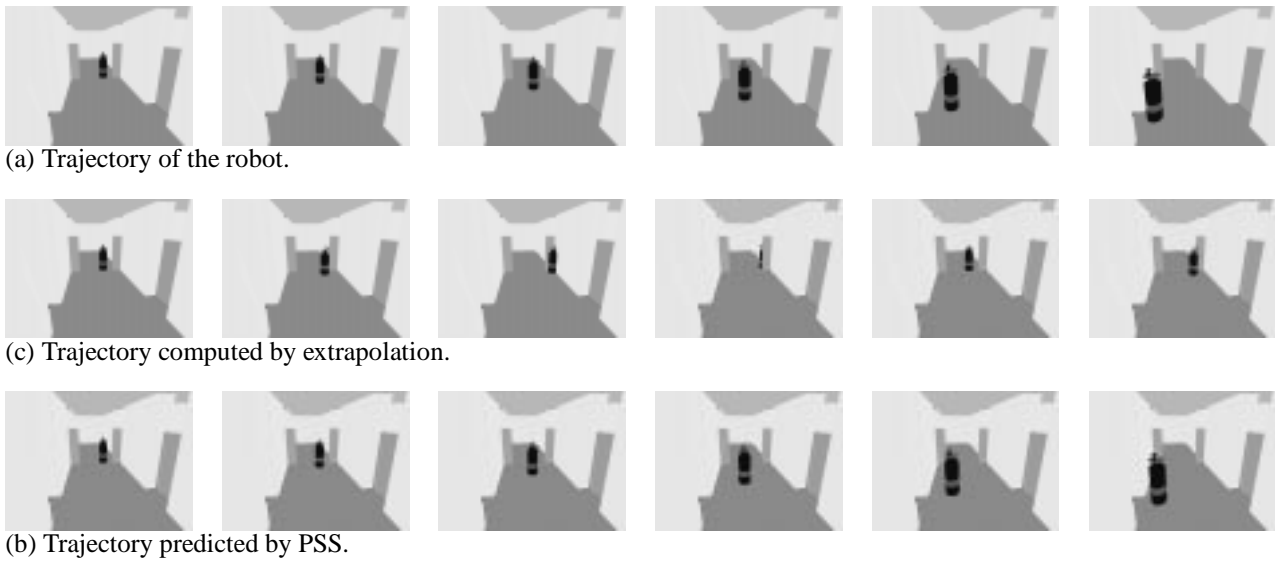 (a) Trajectory of the robot.
(c) Trajectory computed by extrapolation.
(b) Trajectory predicted by PSS.